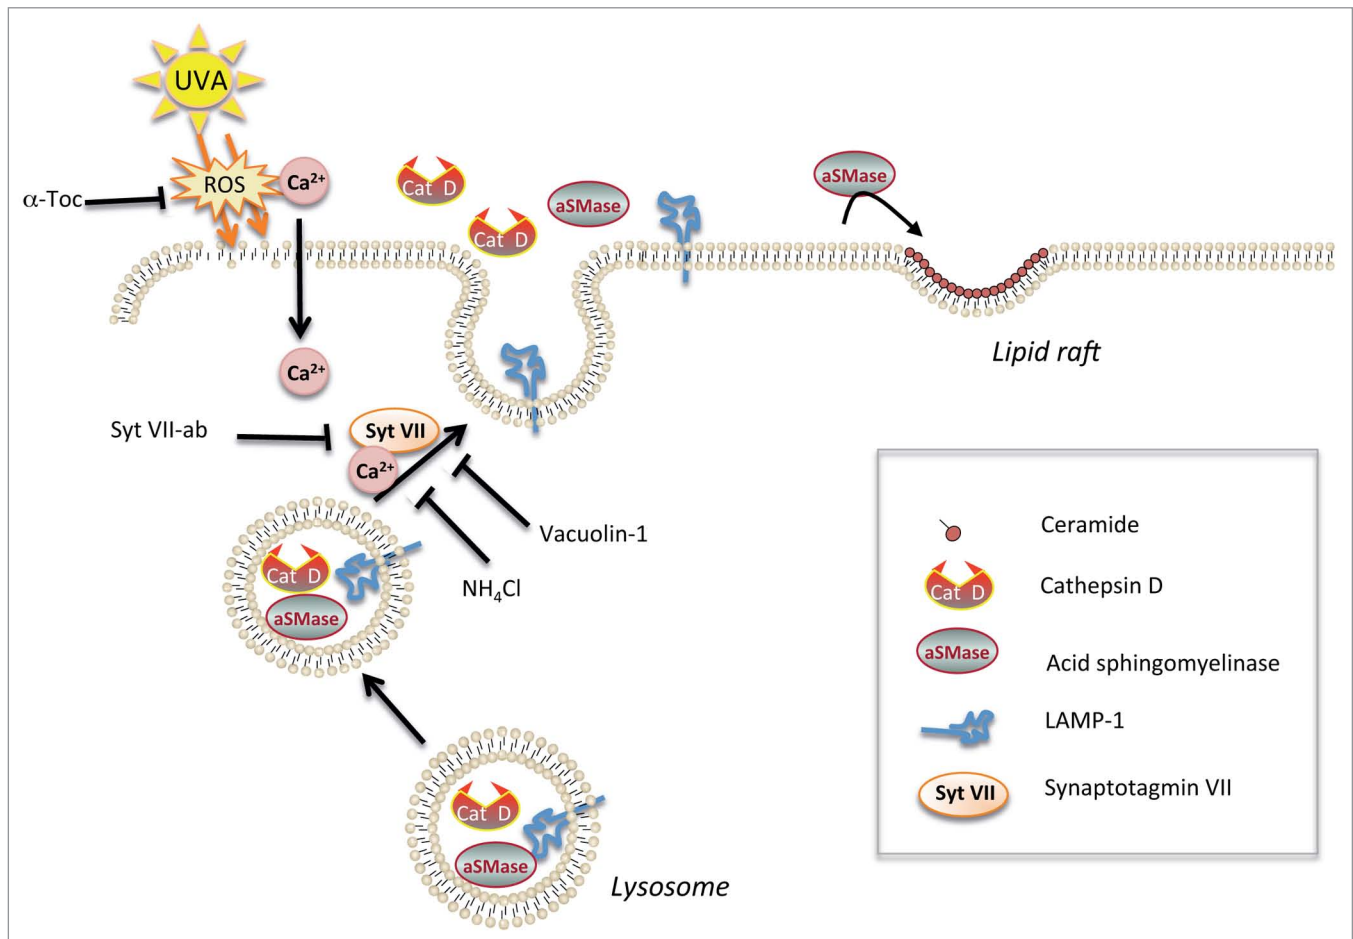 UVA
ROS
Ca²⁺
α-Toc
Cat D
aSMase
Cat D
aSMase
Lipid raft
Ca²⁺
Syt VII-ab
Syt VII
Ca²⁺
Vacuolin-1
NH₄Cl
Cat D
aSMase
Cat D
aSMase
Lysosome
Ceramide
Cat D
Cathepsin D
aSMase
Acid sphingomyelinase
LAMP-1
Syt VII
Synaptotagmin VII